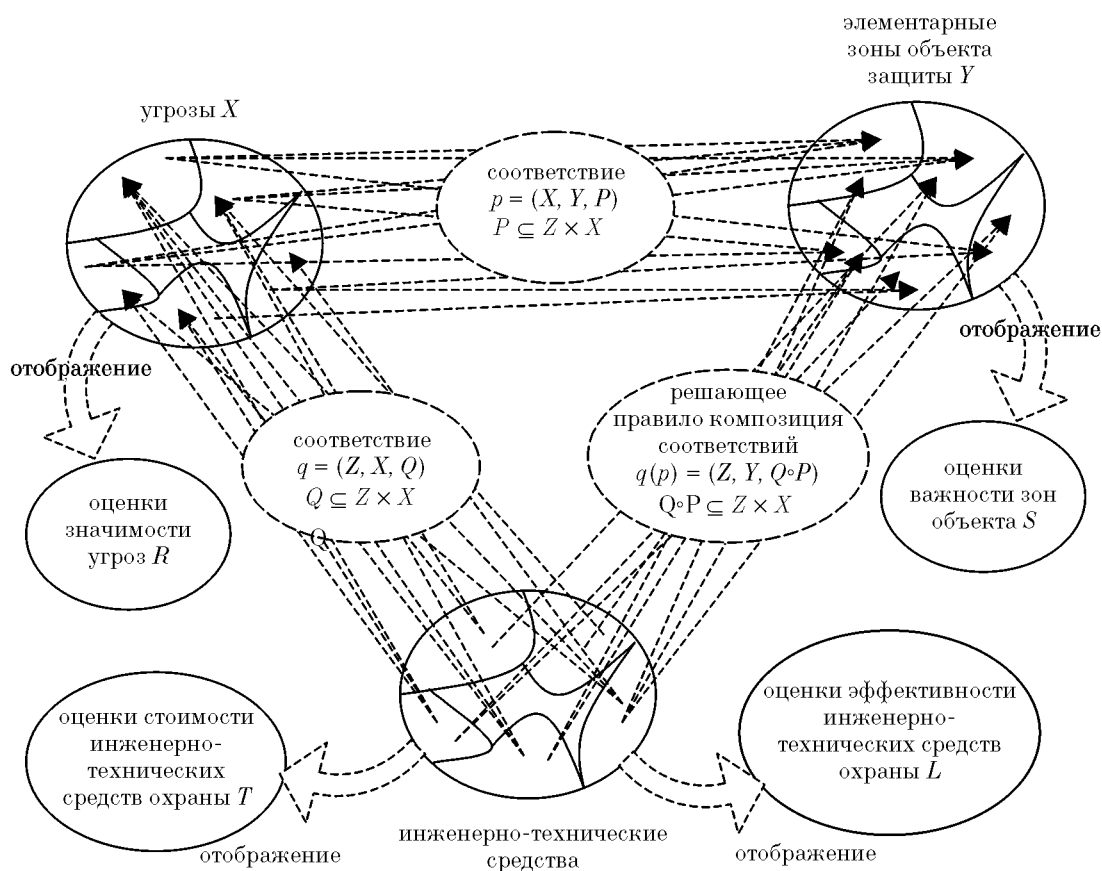 элементарные
зоны объекта
защиты Y
угрозы X
соответствие
p = (X, Y, P)
P ⊆ Z × X
отображение
отображение
соответствие
q = (Z, X, Q)
Q ⊆ Z × X
Q
решающее
правило композиция
соответствий
q(p) = (Z, Y, Q∘P)
Q∘P ⊆ Z × X
оценки
значимости
угроз R
оценки
важности зон
объекта S
оценки стоимости
инженерно-
технических
средств охраны T
оценки эффективности
инженерно-
технических средств
охраны L
инженерно-технические
средства
отображение
отображение